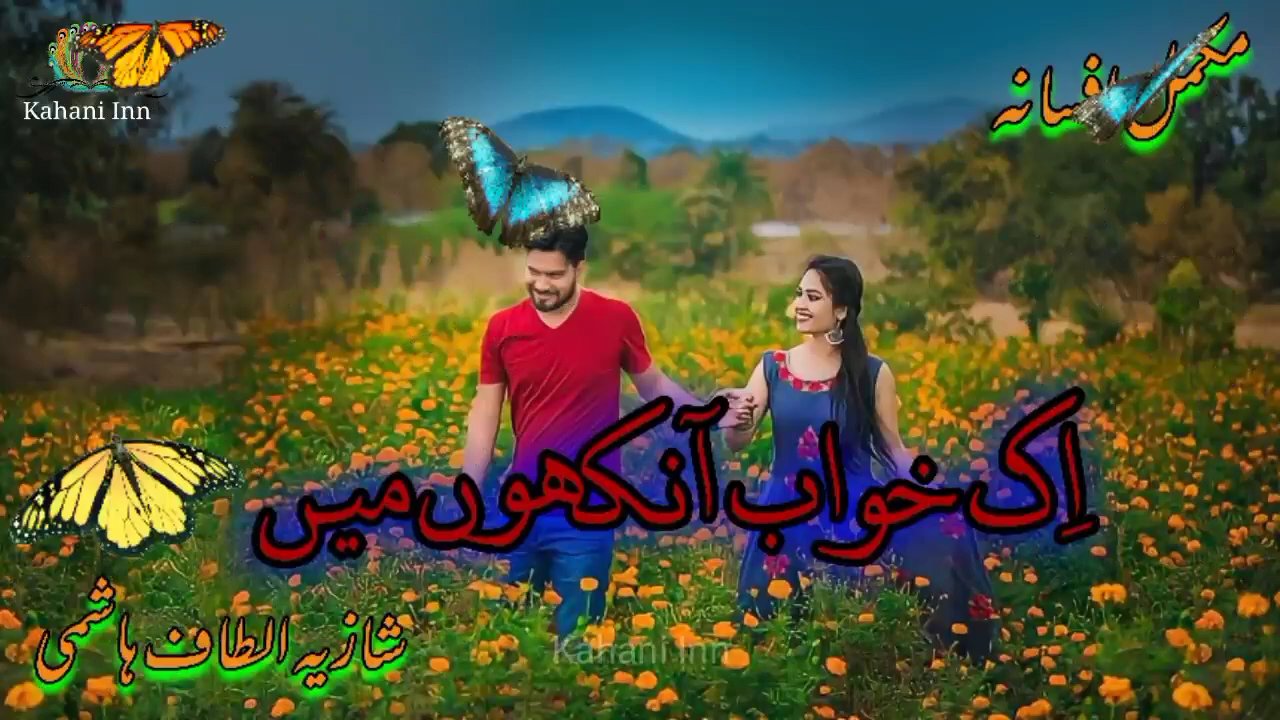 Kahani Inn
مکمل افسانہ
اِک خواب آنکھوں میں
شازیہ الطاف ہاشمی
Kahani Inn